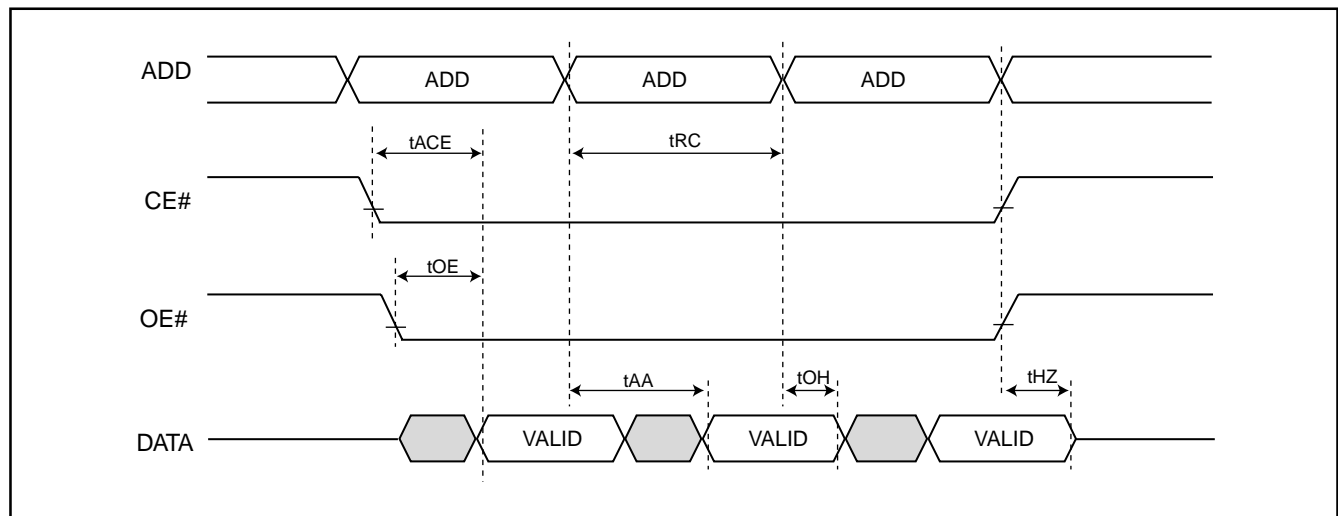 ADD ADD ADD ADD
tACE tRC
CE#
tOE
OE#
tAA tOH tHZ
DATA VALID VALID VALID